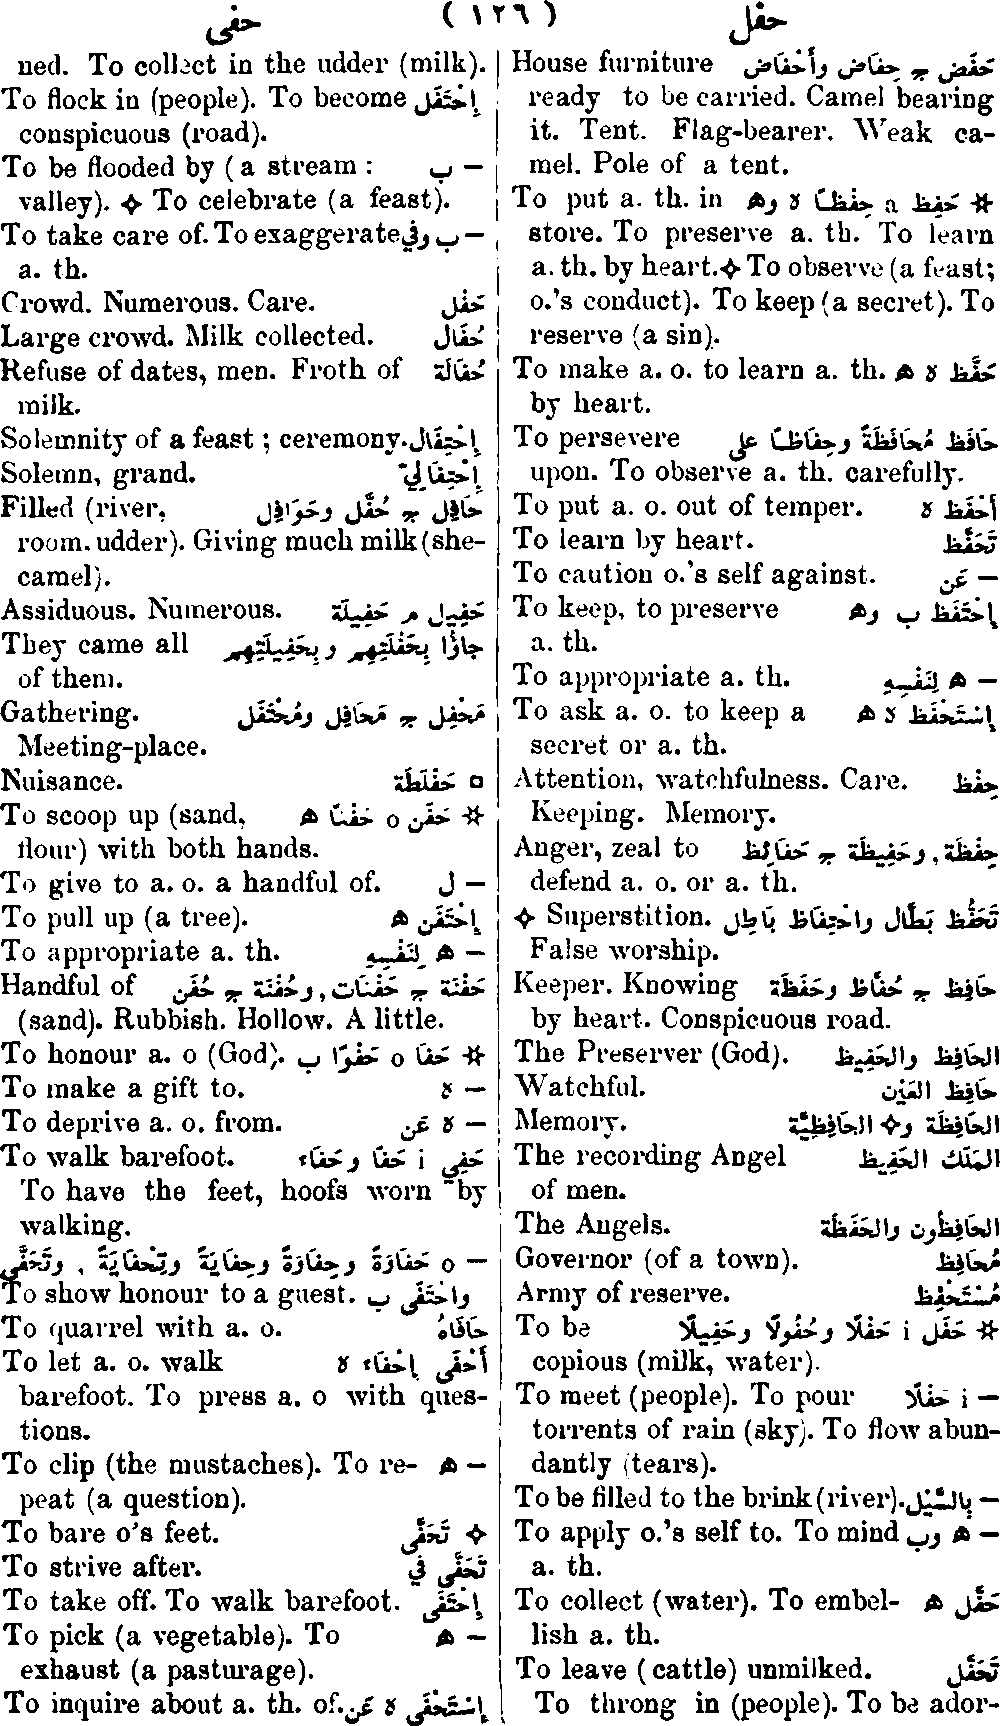 حفى ( ١٢٦ ) حفل
House furniture حَفَض ج حِفَاض وأَحْفَاض
ready to be carried. Camel bearing
it. Tent. Flag-bearer. Weak ca-
mel. Pole of a tent.
To put a. th. in حَفِظ a حِفْظًا ه وه ✲
store. To preserve a. th. To learn
a. th. by heart. ✧ To observe (a feast;
o.'s conduct). To keep (a secret). To
reserve (a sin).
To make a. o. to learn a. th. حَفَّظ ه ه
by heart.
To persevere حَافَظ مُحَافَظَةً وحِفَاظًا على
upon. To observe a. th. carefully.
To put a. o. out of temper. أَحْفَظ ه
To learn by heart. تَحَفَّظ
To caution o.'s self against. — عَن
To keep, to preserve إِحْتَفَظ ب وه
a. th.
To appropriate a. th. — ه لِنَفْسِهِ
To ask a. o. to keep a إِسْتَحْفَظ ه ه
secret or a. th.
Attention, watchfulness. Care. حِفْظ
Keeping. Memory.
Anger, zeal to حِفْظَة, وحَفِيظَة ج حَفَائِظ
defend a. o. or a. th.
✧ Superstition. تَحَفُّظ بَطَّال واحْتِفَاظ بَاطِل
False worship.
Keeper. Knowing حَافِظ ج حُفَّاظ وحَفَظَة
by heart. Conspicuous road.
The Preserver (God). الحَافِظ والحَفِيظ
Watchful. حَافِظ العَيْن
Memory. الحَافِظَة و✧ الحَافِظِيَّة
The recording Angel المَلَك الحَفِيظ
of men.
The Angels. الحَافِظُون والحَفَظَة
Governor (of a town). مُحَافِظ
Army of reserve. مُسْتَحْفِظ
To be حَفَل i حَفْلًا وحُفُولًا وحَفِيلًا ✲
copious (milk, water).
To meet (people). To pour — i حَفْلًا
torrents of rain (sky). To flow abun-
dantly (tears).
To be filled to the brink (river). — بِالسَّيْل
To apply o.'s self to. To mind — ه وب
a. th.
To collect (water). To embel- حَفَّل ه
lish a. th.
To leave (cattle) unmilked. تَحَفَّل
To throng in (people). To be ador-
ned. To collect in the udder (milk).
To flock in (people). To become إِحْتَفَل
conspicuous (road).
To be flooded by (a stream : — ب
valley). ✧ To celebrate (a feast).
To take care of. To exaggerate — ب وفي
a. th.
Crowd. Numerous. Care. حَفْل
Large crowd. Milk collected. حُفَال
Refuse of dates, men. Froth of حُفَالَة
milk.
Solemnity of a feast ; ceremony. إِحْتِفَال
Solemn, grand. إِحْتِفَالِيّ
Filled (river, حَافِل ج حُفَّل وحَوَافِل
room, udder). Giving much milk (she-
camel).
Assiduous. Numerous. حَفِيل م حَفِيلَة
They came all جاؤُا بِحَفْلَتِهِم وبِحَفِيلَتِهِم
of them.
Gathering. مَحْفِل ج مَحَافِل ومُحْتَفَل
Meeting-place.
Nuisance. □ حَفْلَطَة
To scoop up (sand, حَفَن o حَفْنًا ه ✲
flour) with both hands.
To give to a. o. a handful of. — ل
To pull up (a tree). إِحْتَفَن ه
To appropriate a. th. — ه لِنَفْسِهِ
Handful of حَفْنَة ج حَفْنَات, وحُفْنَة ج حُفَن
(sand). Rubbish. Hollow. A little.
To honour a. o (God). حَفَا o حَفْوًا ب ✲
To make a gift to. — ه
To deprive a. o. from. — ه عَن
To walk barefoot. حَفِي i حَفًا وحَفَاء
To have the feet, hoofs worn by
walking.
— o حَفَاوَةً وحِفَاوَةً وحِفَايَةً وتِحْفَايَةً , وتَحَفَّى
To show honour to a guest. واحْتَفَى ب
To quarrel with a. o. حَافَاهُ
To let a. o. walk أَحْفَى إِحْفَاء ه
barefoot. To press a. o with ques-
tions.
To clip (the mustaches). To re- — ه
peat (a question).
To bare o's feet. ✧ تَحَفَّى
To strive after. تَحَفَّى في
To take off. To walk barefoot. إِحْتَفَى
To pick (a vegetable). To — ه
exhaust (a pasturage).
To inquire about a. th. of. إِسْتَحْفَى ه عَن